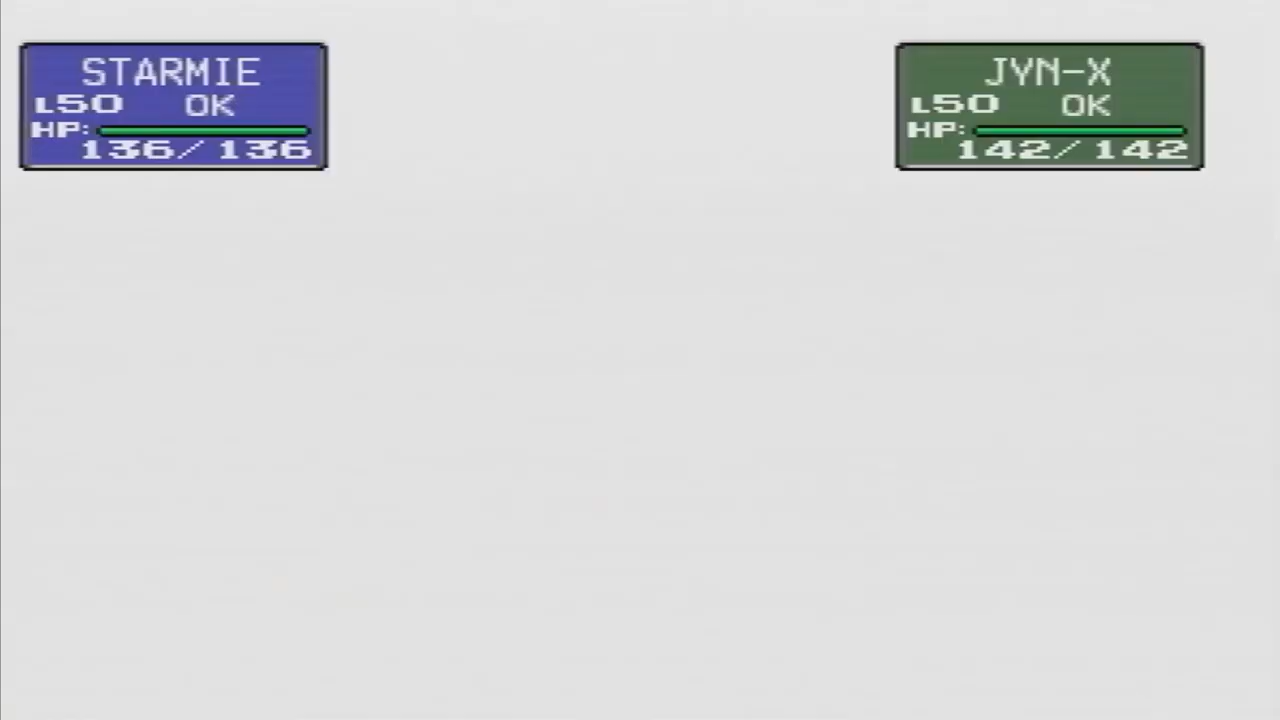 STARMIE
L50 OK
HP:
136/136
JYN-X
L50 OK
HP:
142/142